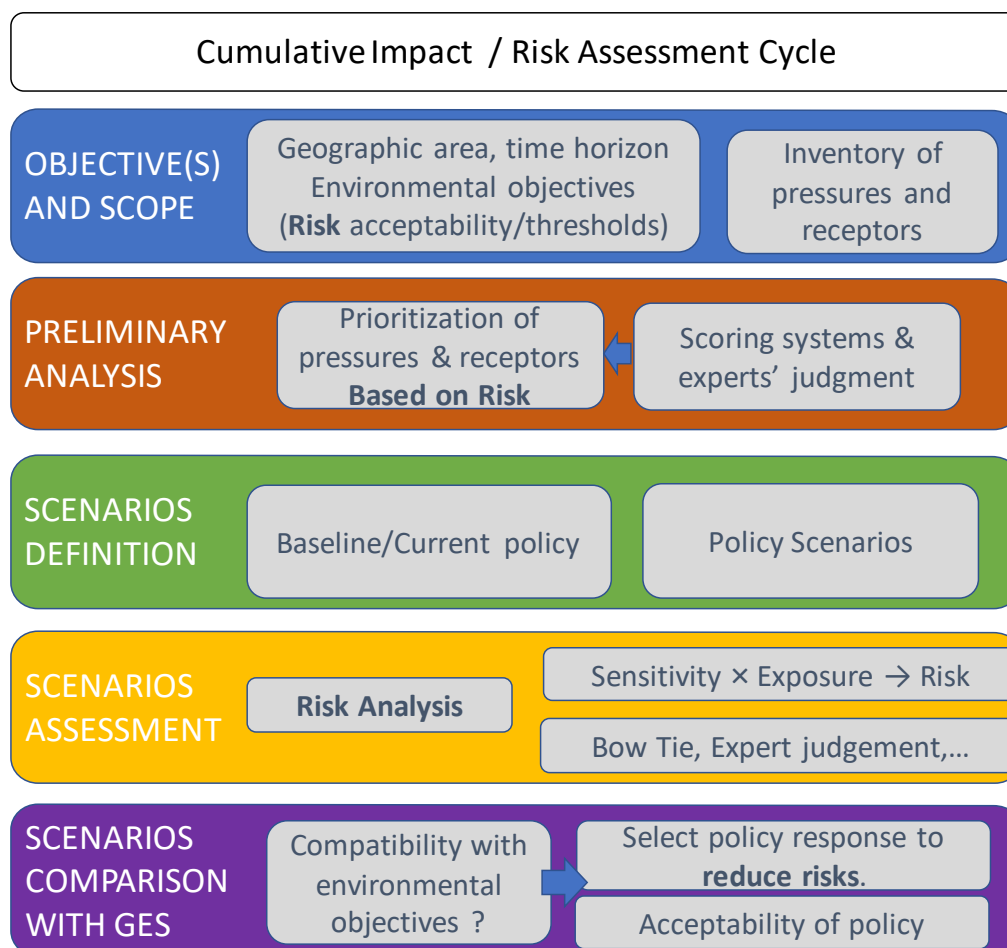 Cumulative Impact / Risk Assessment Cycle
OBJECTIVE(S)
AND SCOPE
Geographic area, time horizon
Environmental objectives
(Risk acceptability/thresholds)
Inventory of
pressures and
receptors
PRELIMINARY
ANALYSIS
Prioritization of
pressures & receptors
Based on Risk
Scoring systems &
experts’ judgment
SCENARIOS
DEFINITION
Baseline/Current policy
Policy Scenarios
SCENARIOS
ASSESSMENT
Risk Analysis
Sensitivity × Exposure → Risk
Bow Tie, Expert judgement,...
SCENARIOS
COMPARISON
WITH GES
Compatibility with
environmental
objectives ?
Select policy response to
reduce risks.
Acceptability of policy